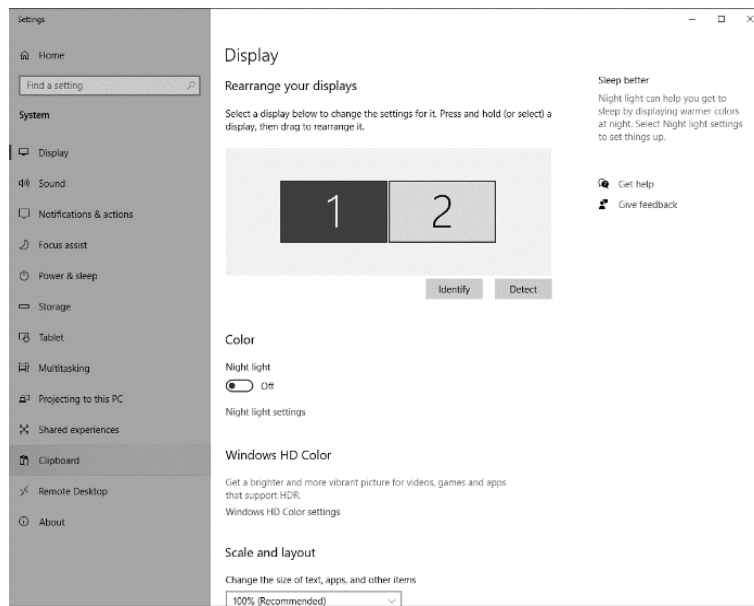 Settings
Home
Find a setting
System
Display
Sound
Notifications & actions
Focus assist
Power & sleep
Storage
Tablet
Multitasking
Projecting to this PC
Shared experiences
Clipboard
Remote Desktop
About
Display
Rearrange your displays
Select a display below to change the settings for it. Press and hold (or select) a
display, then drag to rearrange it.
1 2
Identify Detect
Color
Night light
Off
Night light settings
Windows HD Color
Get a brighter and more vibrant picture for videos, games and apps
that support HDR.
Windows HD Color settings
Scale and layout
Change the size of text, apps, and other items
100% (Recommended)
Sleep better
Night light can help you get to
sleep by displaying warmer colors
at night. Select Night light settings
to set things up.
Get help
Give feedback